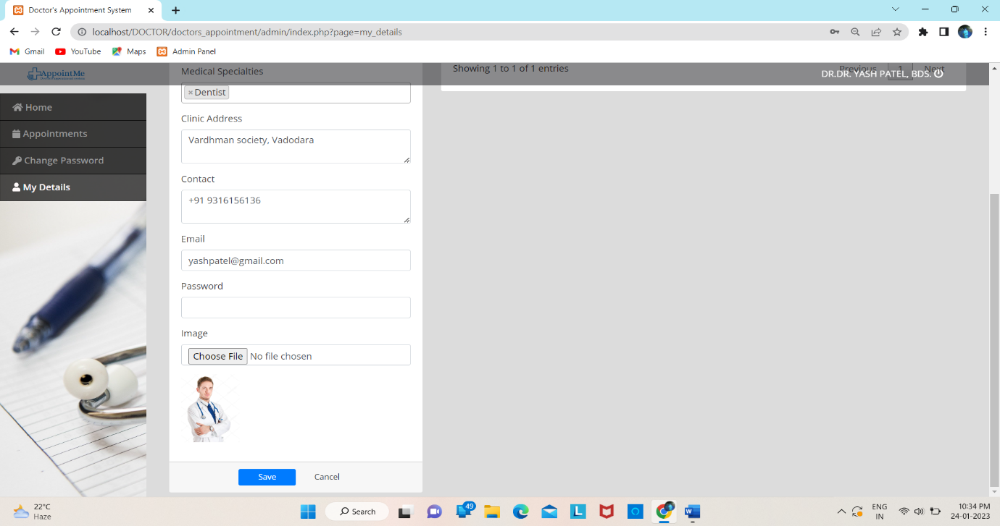 Doctor's Appointment System
localhost/DOCTOR/doctors_appointment/admin/index.php?page=my_details
Gmail
YouTube
Maps
Admin Panel
AppointMe
DR.DR. YASH PATEL, BDS.
Home
Appointments
Change Password
My Details
Medical Specialties
×Dentist
Clinic Address
Vardhman society, Vadodara
Contact
+91 9316156136
Email
yashpatel@gmail.com
Password
Image
Choose File No file chosen
Save
Cancel
Showing 1 to 1 of 1 entries
Previous
1
Next
22°C
Haze
Search
49
L
W
ENG
IN
10:34 PM
24-01-2023